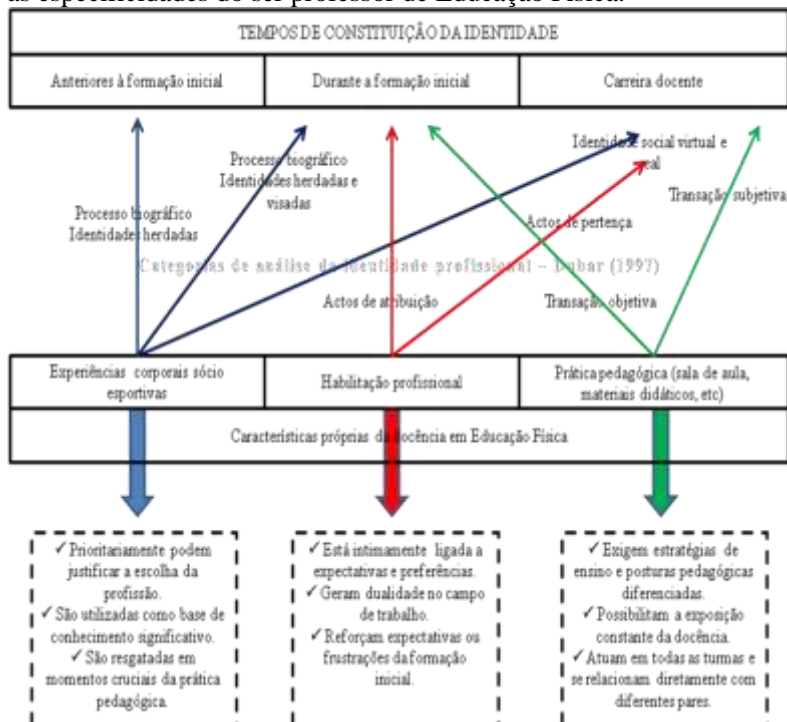 as especificidades do ser professor de Educação Física.
TEMPOS DE CONSTITUIÇÃO DA IDENTIDADE
Anteriores à formação inicial
Durante a formação inicial
Carreira docente
Identidade social virtual e
real
Processo biográfico
Identidades herdadas e
visadas
Transação subjetiva
Processo biográfico
Identidades herdadas
Actos de pertença
Categorias de análise da identidade profissional – Dubar (1997)
Actos de atribuição
Transação objetiva
Experiências corporais sócio
esportivas
Habilitação profissional
Prática pedagógica (sala de aula,
materiais didáticos, etc)
Características próprias da docência em Educação Física
✓ Prioritariamente podem
justificar a escolha da
profissão.
✓ São utilizadas como base de
conhecimento significativo.
✓ São resgatadas em
momentos cruciais da prática
pedagógica.
✓ Está intimamente ligada a
expectativas e preferências.
✓ Geram dualidade no campo
de trabalho.
✓ Reforçam expectativas ou
frustrações da formação
inicial.
✓ Exigem estratégias de
ensino e posturas pedagógicas
diferenciadas.
✓ Possibilitam a exposição
constante da docência.
✓ Atuam em todas as turmas e
se relacionam diretamente com
diferentes pares.